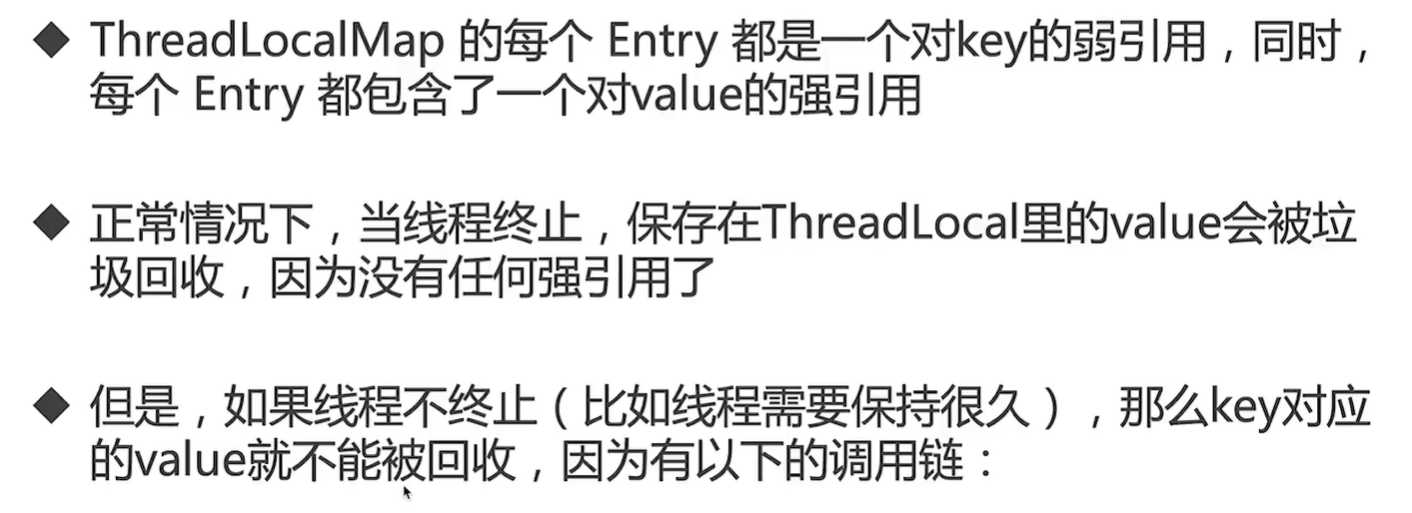 ◆ ThreadLocalMap 的每个 Entry 都是一个对key的弱引用，同时，
每个 Entry 都包含了一个对value的强引用
◆ 正常情况下，当线程终止，保存在ThreadLocal里的value会被垃
圾回收，因为没有任何强引用了
◆ 但是，如果线程不终止（比如线程需要保持很久），那么key对应
的value就不能被回收，因为有以下的调用链：